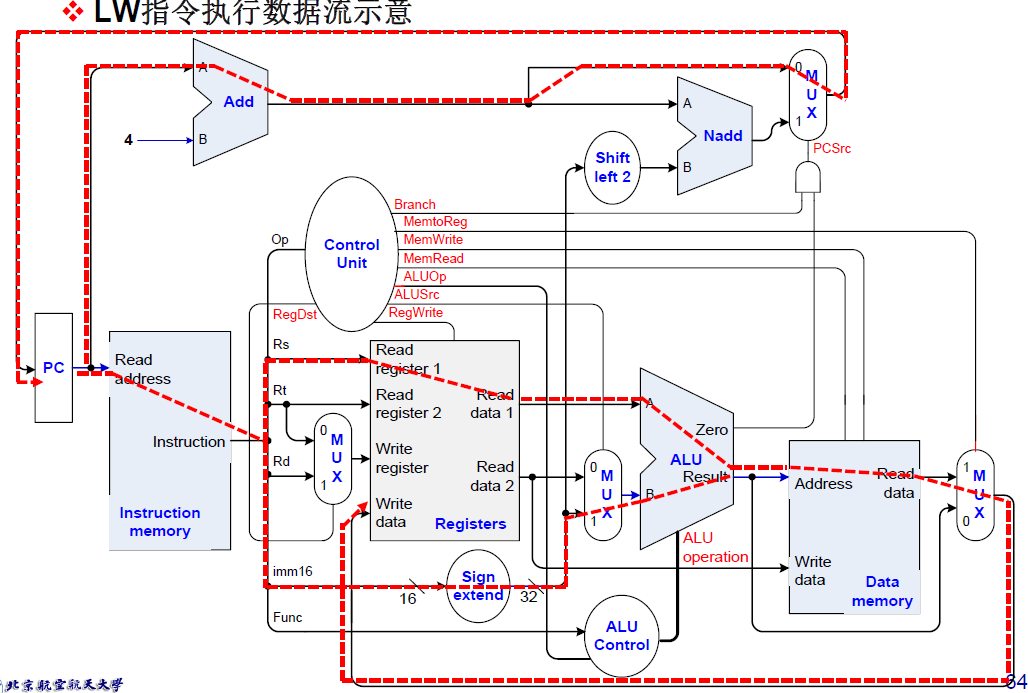 ❖ LW指令执行数据流示意
A
Add
4
B
0
M
U
X
1
A
Nadd
B
PCSrc
Shift
left 2
Branch
MemtoReg
MemWrite
MemRead
ALUOp
ALUSrc
RegWrite
Op
Control
Unit
RegDst
PC
Read
address
Instruction
Instruction
memory
Rs
Rt
Rd
0
M
U
X
1
Read
register 1
Read
register 2
Write
register
Write
data
Read
data 1
Read
data 2
Registers
0
M
U
X
1
A
Zero
ALU
Result
B
ALU
operation
Address
Read
data
Write
data
Data
memory
1
M
U
X
0
imm16
16
Sign
extend
32
Func
ALU
Control
北京航空航天大学
64